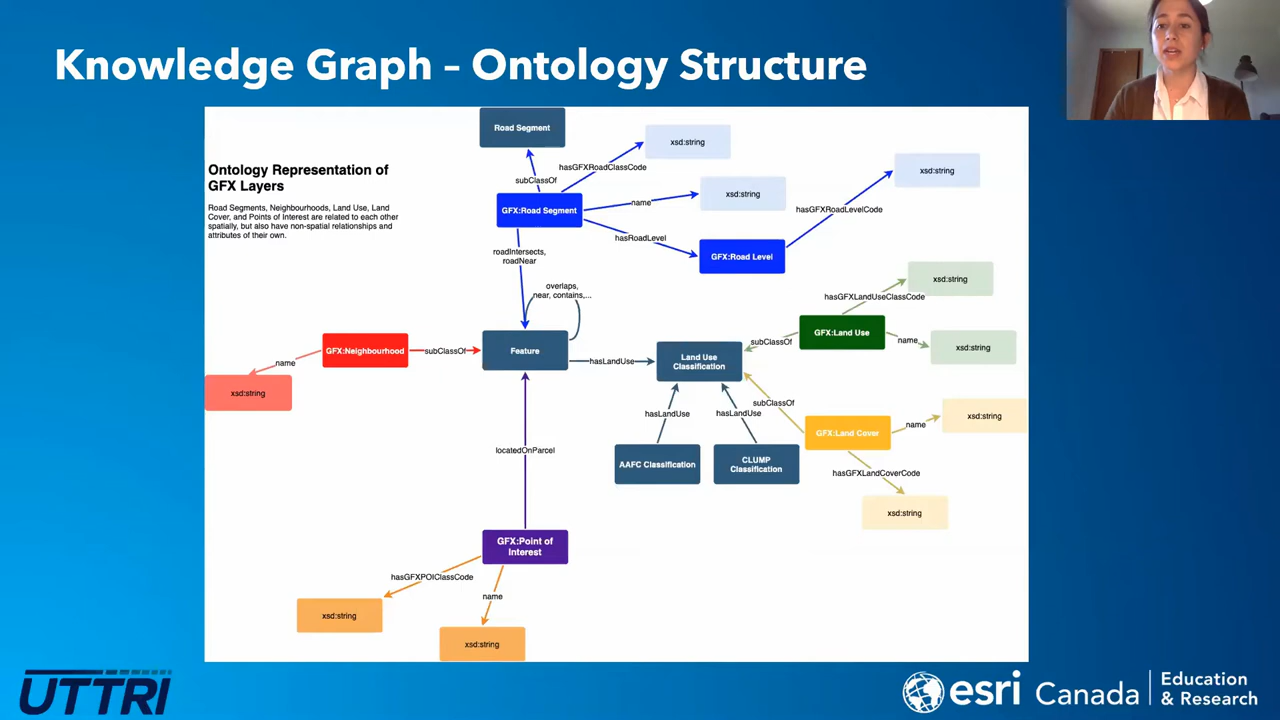 Knowledge Graph – Ontology Structure
Ontology Representation of
GFX Layers
Road Segments, Neighbourhoods, Land Use, Land
Cover, and Points of Interest are related to each other
spatially, but also have non-spatial relationships and
attributes of their own.
Road Segment
subClassOf
hasGFXRoadClassCode
xsd:string
GFX:Road Segment
name
xsd:string
hasRoadLevel
GFX:Road Level
hasGFXRoadLevelCode
xsd:string
roadIntersects,
roadNear
overlaps,
near, contains,...
GFX:Neighbourhood
subClassOf
Feature
name
xsd:string
hasLandUse
Land Use
Classification
subClassOf
GFX:Land Use
hasGFXLandUseClassCode
xsd:string
name
xsd:string
subClassOf
GFX:Land Cover
name
xsd:string
hasGFXLandCoverCode
xsd:string
hasLandUse
hasLandUse
AAFC Classification
CLUMP
Classification
locatedOnParcel
GFX:Point of
Interest
hasGFXPOIClassCode
xsd:string
name
xsd:string
UTTRI
esri Canada
Education
& Research